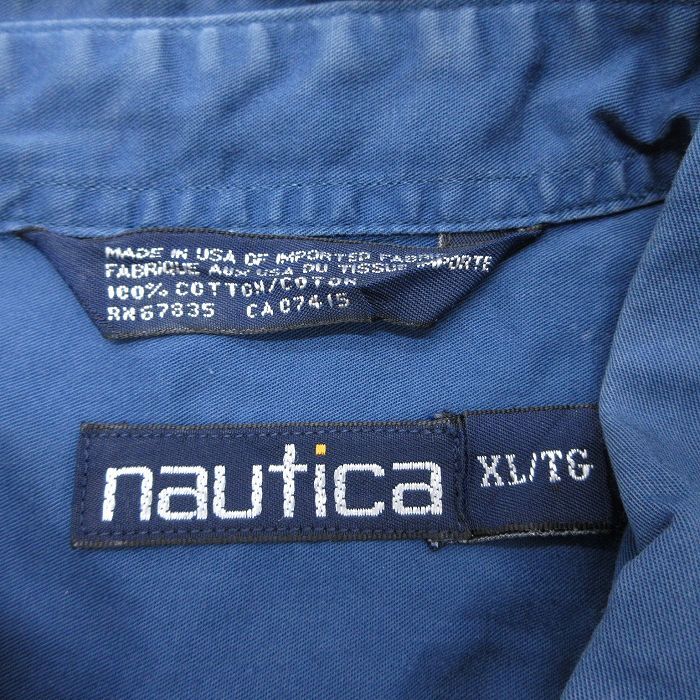 MADE IN USA OF IMPORTED FABRIC
FABRIQUE AUX USA DU TISSUE IMPORTE
100% COTTON/COTON
RN67835 CA07415
nautica
XL/TG